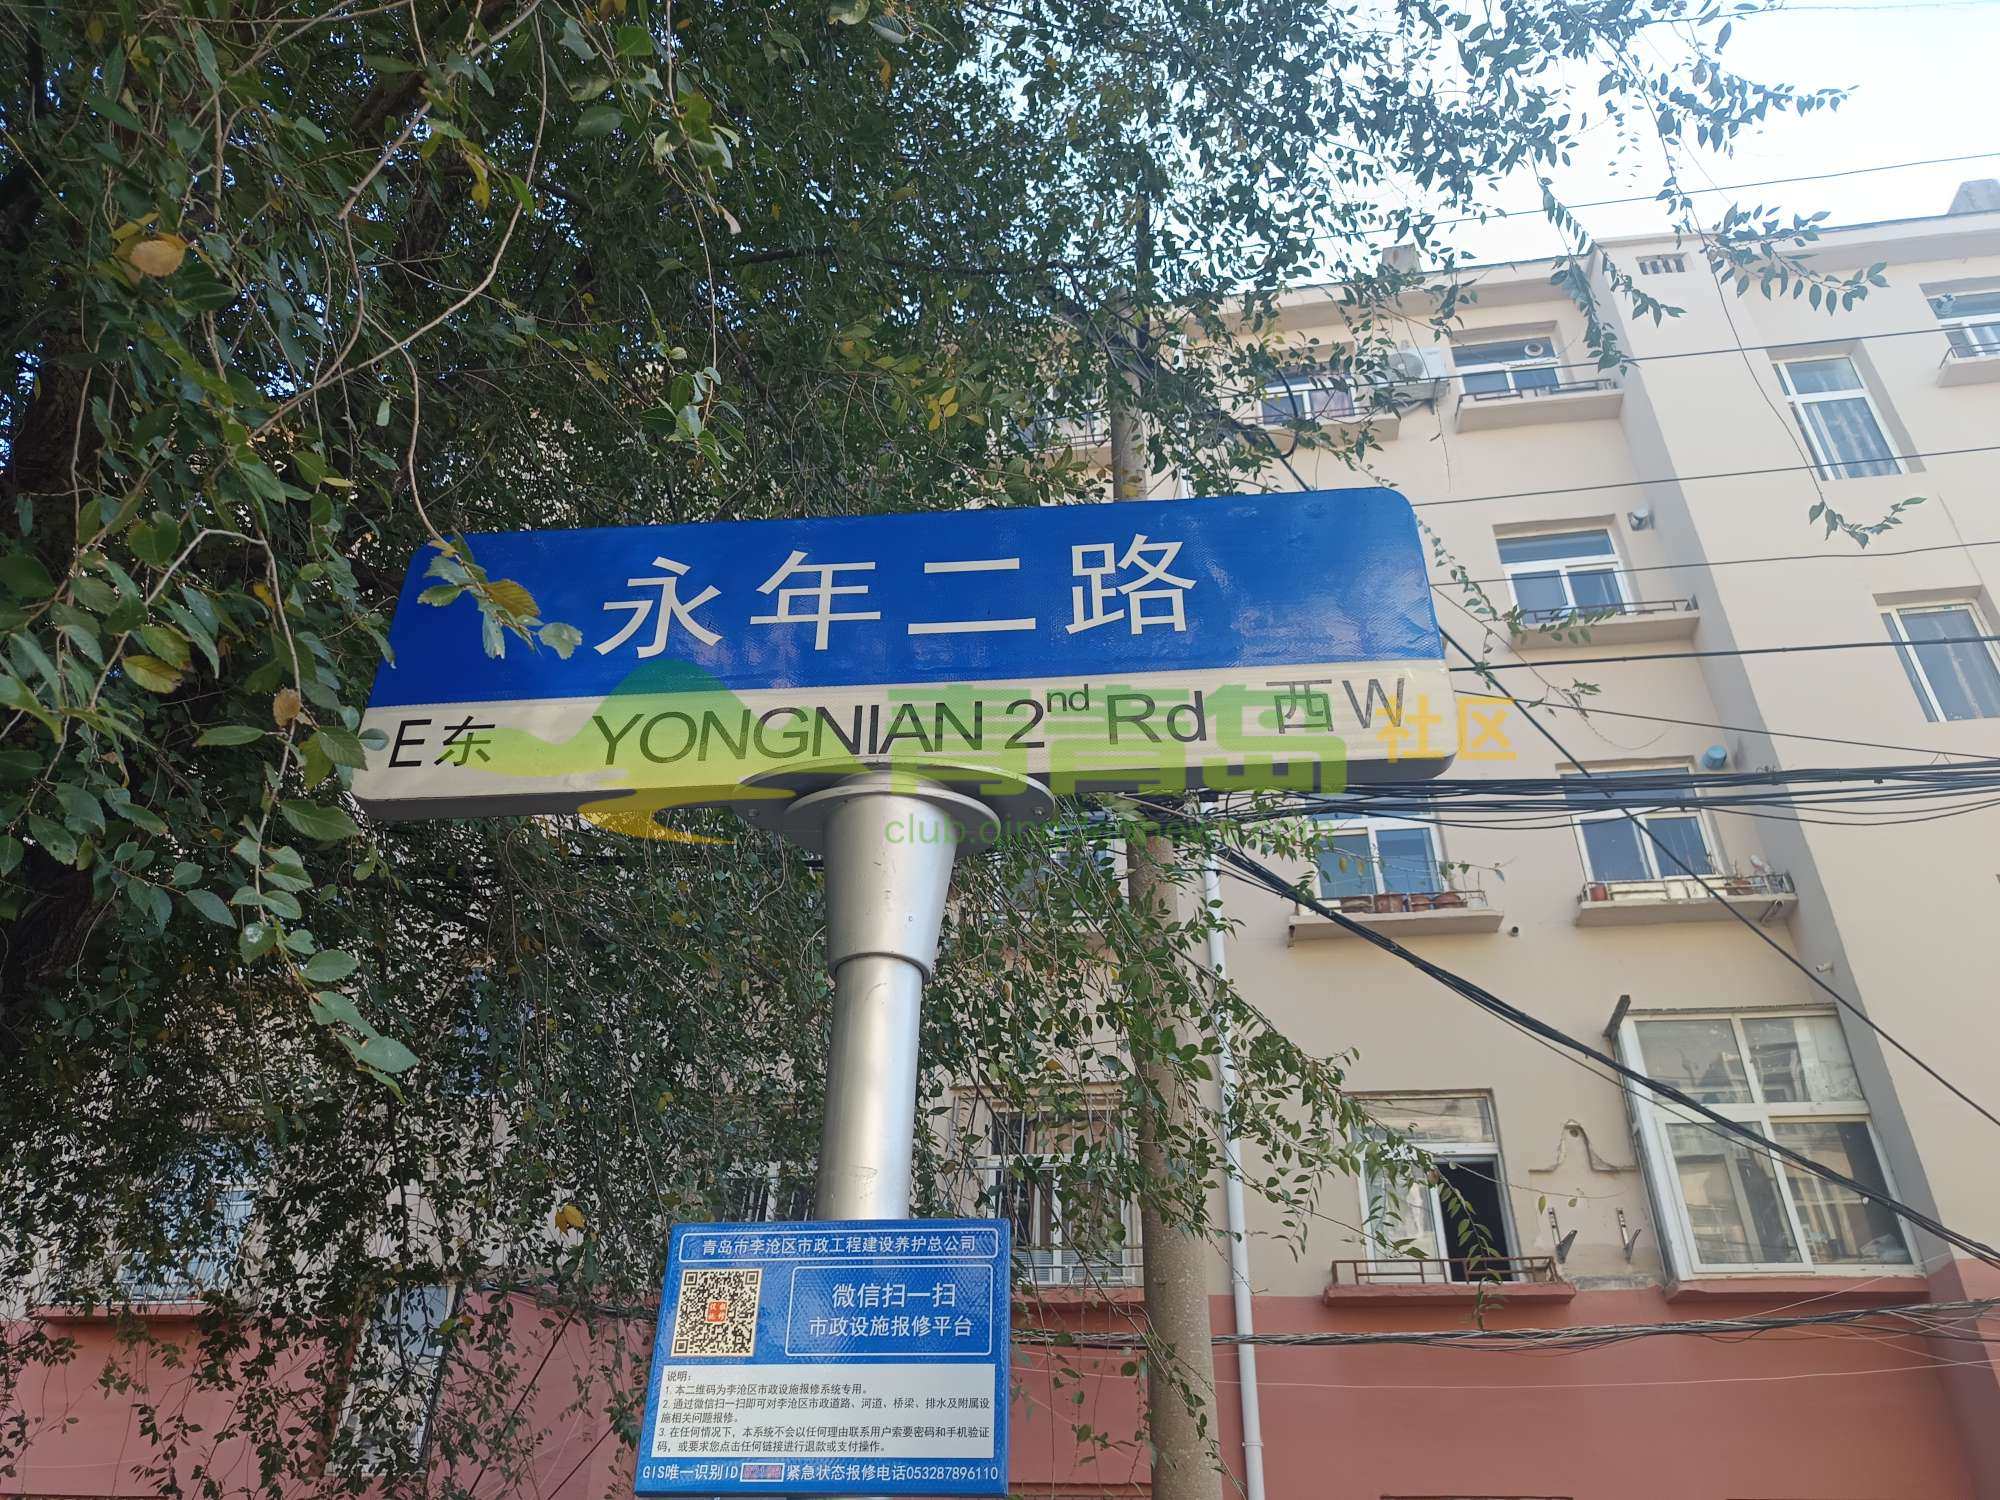 永年二路
E东 YONGNIAN 2nd Rd 西W
青青岛 社区
青岛市李沧区市政工程建设养护总公司
微信扫一扫
市政设施报修平台
说明:
1. 本二维码为李沧区市政设施报修系统专用。
2. 通过微信扫一扫即可对李沧区市政道路、河道、桥梁、排水及附属设
施相关问题报修。
3. 在任何情况下，本系统不会以任何理由联系用户索要密码和手机验证
码，或要求您点击任何链接进行退款或支付操作。
GIS唯一识别ID 紧急状态报修电话053287896110